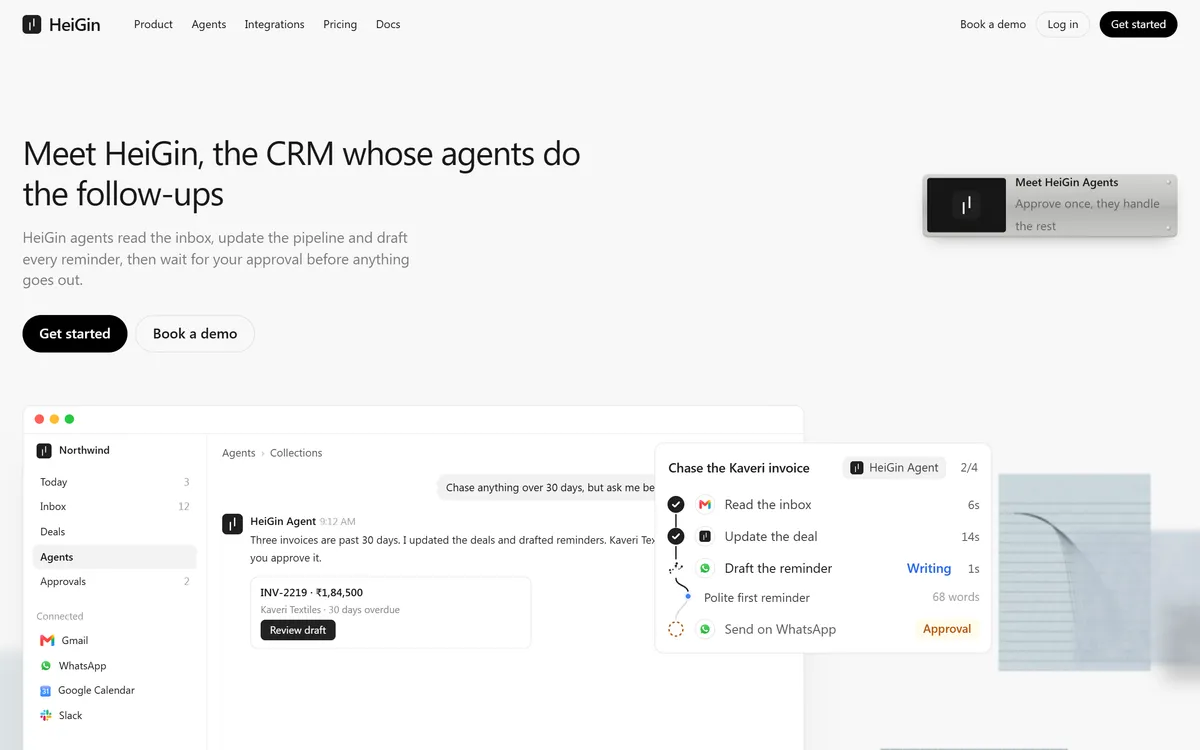 HeiGin
Product
Agents
Integrations
Pricing
Docs
Book a demo
Log in
Get started
Meet HeiGin, the CRM whose agents do
the follow-ups
HeiGin agents read the inbox, update the pipeline and draft
every reminder, then wait for your approval before anything
goes out.
Get started
Book a demo
Meet HeiGin Agents
Approve once, they handle
the rest
Northwind
Today 3
Inbox 12
Deals
Agents
Approvals 2
Connected
Gmail
WhatsApp
31 Google Calendar
Slack
Agents › Collections
Chase anything over 30 days, but ask me be
HeiGin Agent 9:12 AM
Three invoices are past 30 days. I updated the deals and drafted reminders. Kaveri Tex
you approve it.
INV-2219 · ₹1,84,500
Kaveri Textiles · 30 days overdue
Review draft
Chase the Kaveri invoice
HeiGin Agent
2/4
Read the inbox 6s
Update the deal 14s
Draft the reminder Writing 1s
Polite first reminder 68 words
Send on WhatsApp Approval